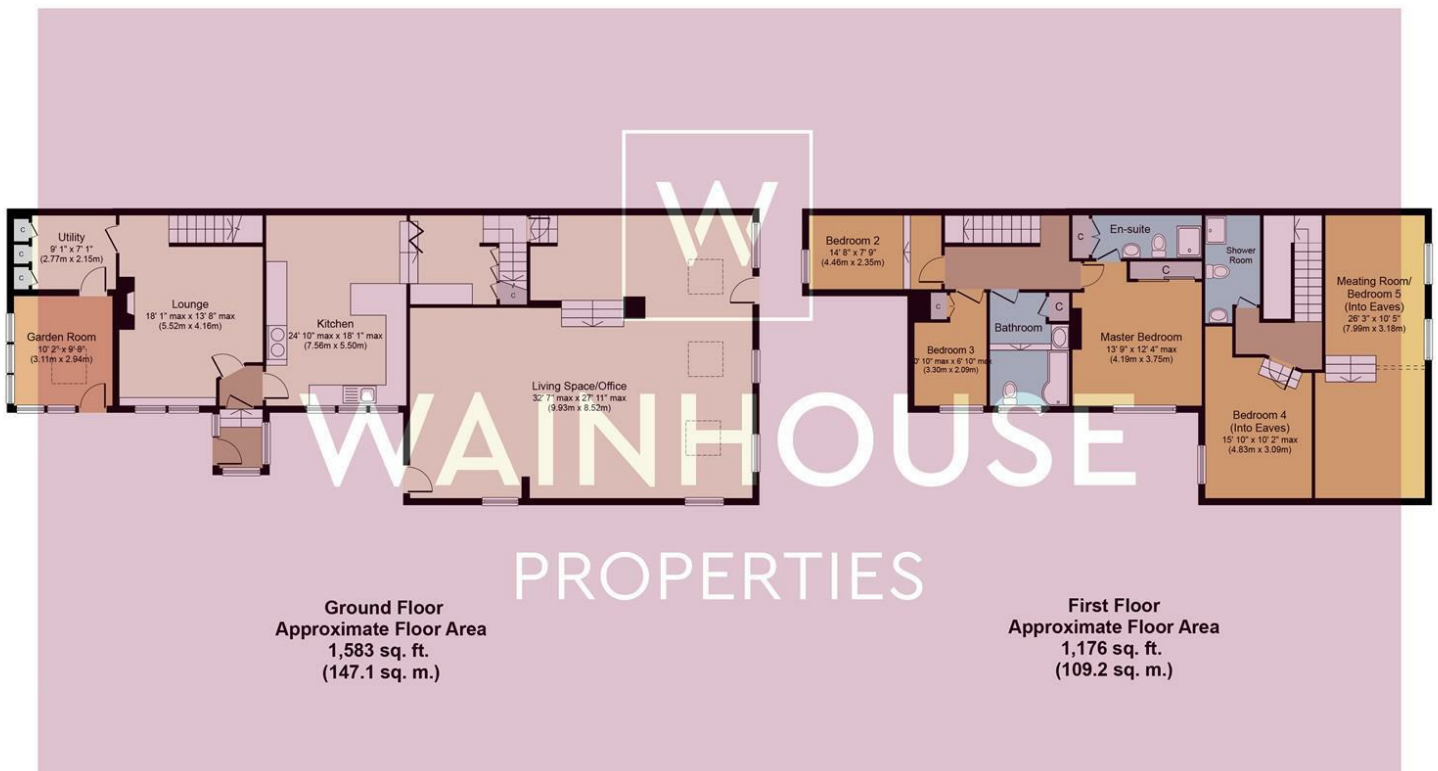 Utility
9' 1" x 7' 1"
(2.77m x 2.15m)
C
C
C
Garden Room
10' 2" x 9' 8"
(3.11m x 2.94m)
Lounge
18' 1" max x 13' 8" max
(5.52m x 4.16m)
Kitchen
24' 10" max x 18' 1" max
(7.56m x 5.50m)
C
Living Space/Office
32' 7" max x 27' 11" max
(9.93m x 8.52m)
Bedroom 2
14' 8" x 7' 9"
(4.46m x 2.35m)
C
En-suite
C
Shower
Room
Meating Room/
Bedroom 5
(Into Eaves)
26' 3" x 10' 5"
(7.99m x 3.18m)
C
Bathroom
C
Bedroom 3
0' 10" max x 6' 10" max
(3.30m x 2.09m)
Master Bedroom
13' 9" x 12' 4" max
(4.19m x 3.75m)
Bedroom 4
(Into Eaves)
15' 10" x 10' 2" max
(4.83m x 3.09m)
W
WAINHOUSE
PROPERTIES
Ground Floor
Approximate Floor Area
1,583 sq. ft.
(147.1 sq. m.)
First Floor
Approximate Floor Area
1,176 sq. ft.
(109.2 sq. m.)